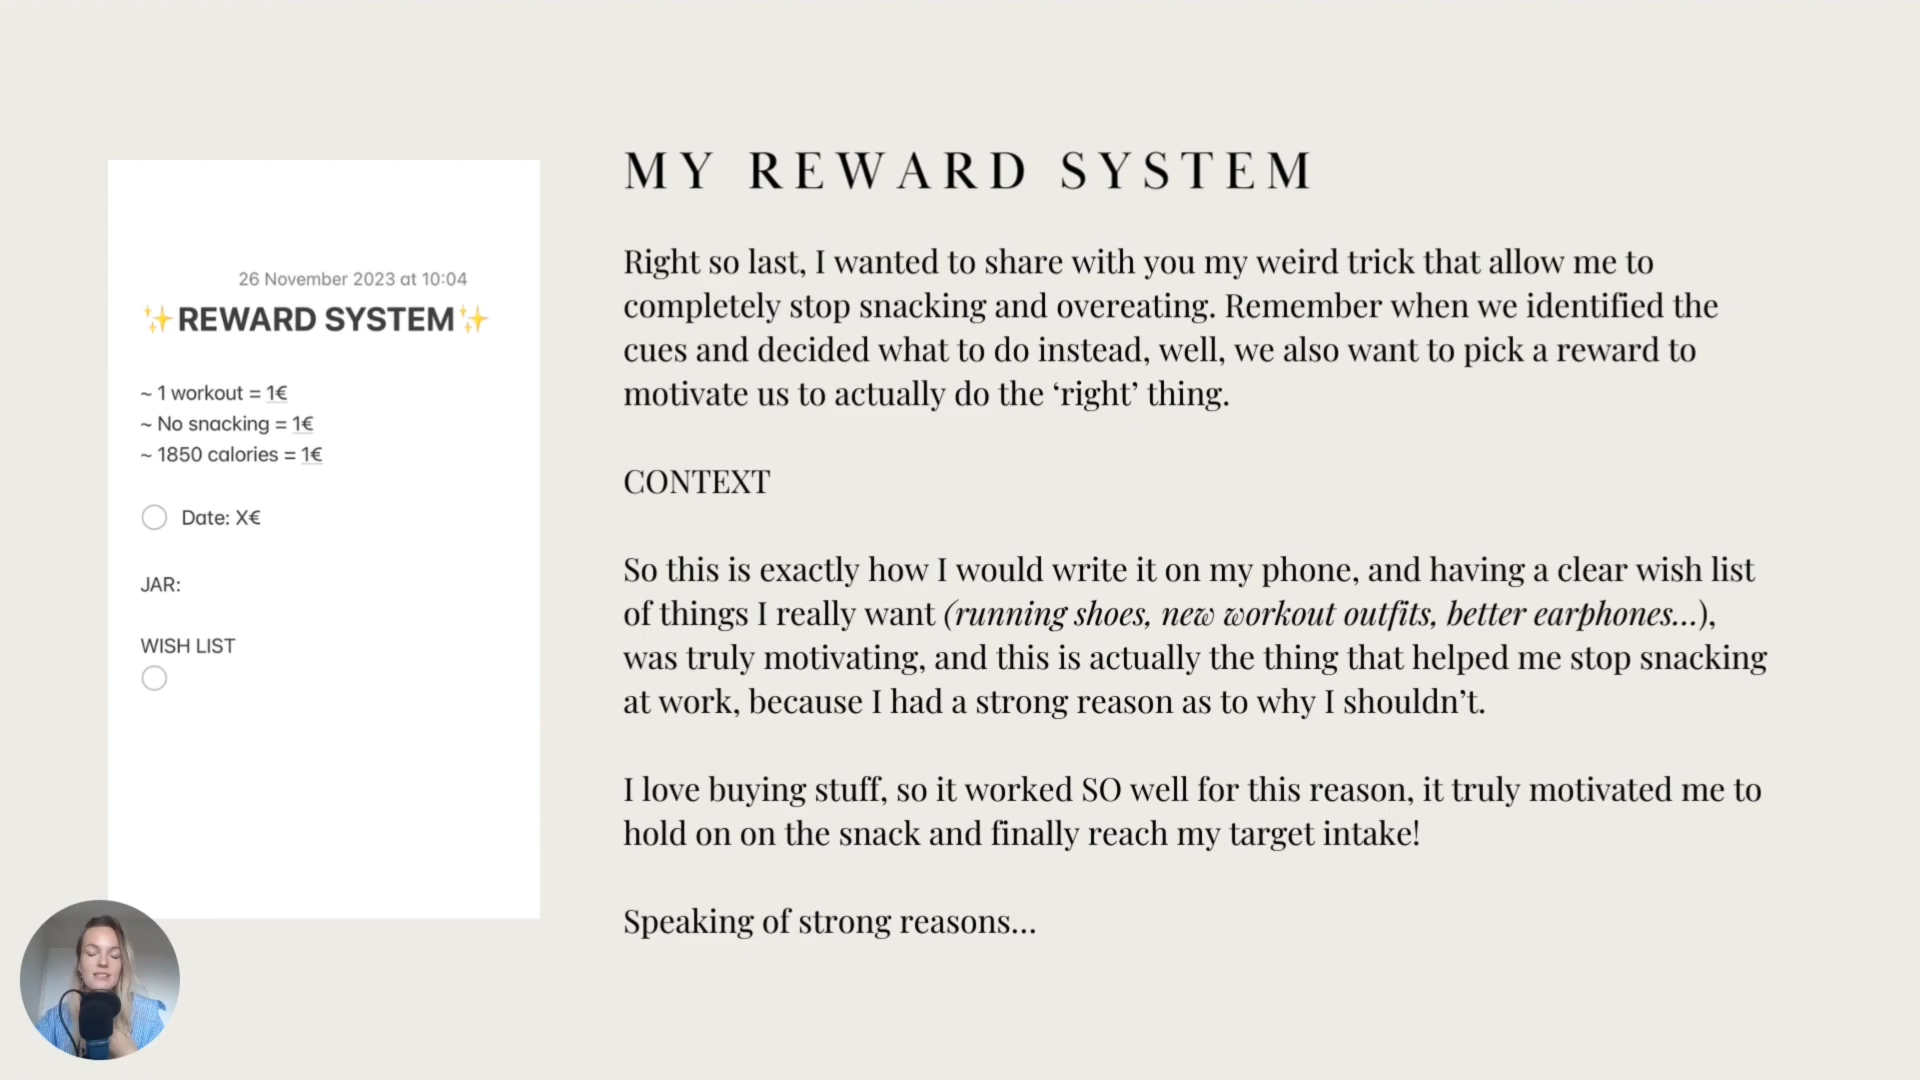 26 November 2023 at 10:04
✨REWARD SYSTEM✨
~ 1 workout = 1€
~ No snacking = 1€
~ 1850 calories = 1€
Date: X€
JAR:
WISH LIST
MY REWARD SYSTEM
Right so last, I wanted to share with you my weird trick that allow me to
completely stop snacking and overeating. Remember when we identified the
cues and decided what to do instead, well, we also want to pick a reward to
motivate us to actually do the ‘right’ thing.
CONTEXT
So this is exactly how I would write it on my phone, and having a clear wish list
of things I really want (running shoes, new workout outfits, better earphones...),
was truly motivating, and this is actually the thing that helped me stop snacking
at work, because I had a strong reason as to why I shouldn’t.
I love buying stuff, so it worked SO well for this reason, it truly motivated me to
hold on on the snack and finally reach my target intake!
Speaking of strong reasons...